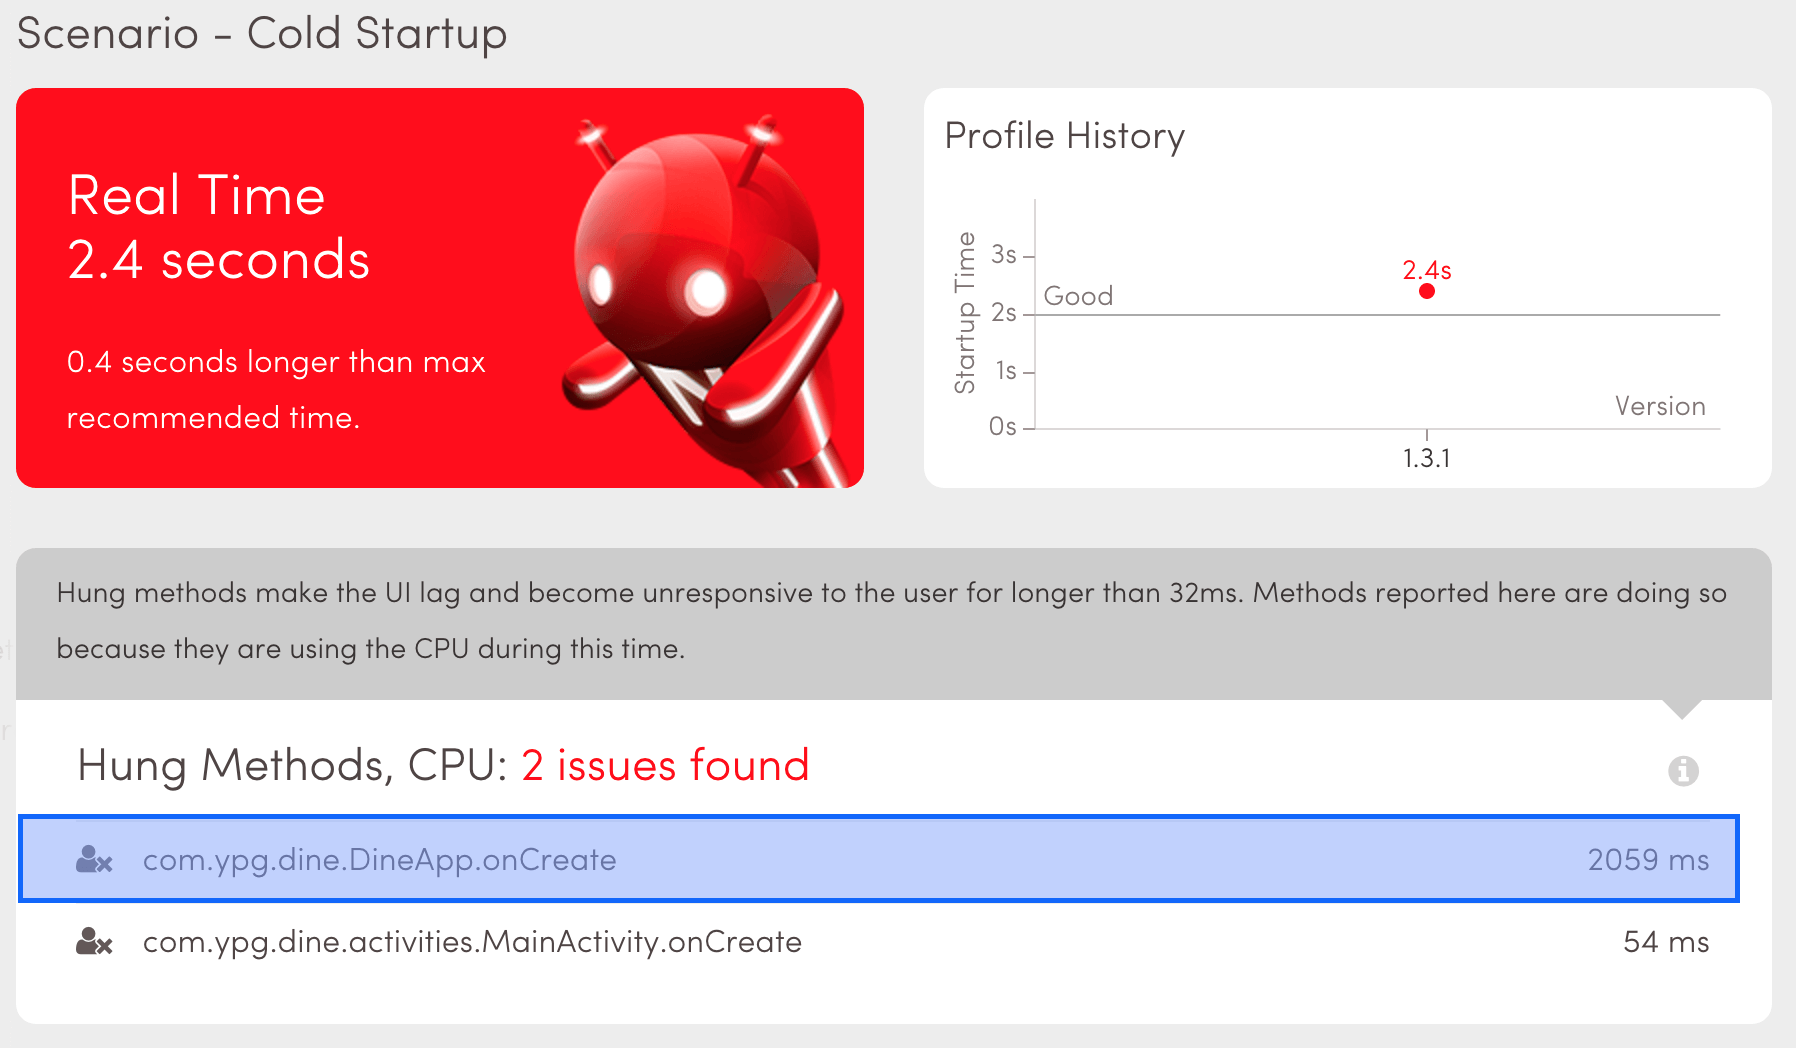 Scenario - Cold Startup
Real Time
2.4 seconds
0.4 seconds longer than max
recommended time.
Profile History
Startup Time
3s
2s
1s
0s
Good
2.4s
Version
1.3.1
Hung methods make the UI lag and become unresponsive to the user for longer than 32ms. Methods reported here are doing so
because they are using the CPU during this time.
Hung Methods, CPU: 2 issues found
com.ypg.dine.DineApp.onCreate 2059 ms
com.ypg.dine.activities.MainActivity.onCreate 54 ms